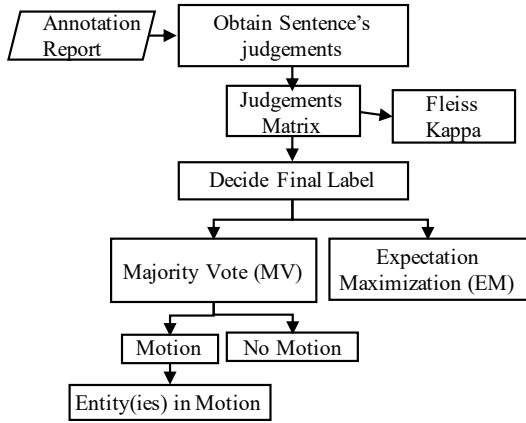 Annotation
Report
Obtain Sentence's
judgements
Judgements
Matrix
Fleiss
Kappa
Decide Final Label
Majority Vote (MV)
Expectation
Maximization (EM)
Motion
No Motion
Entity(ies) in Motion